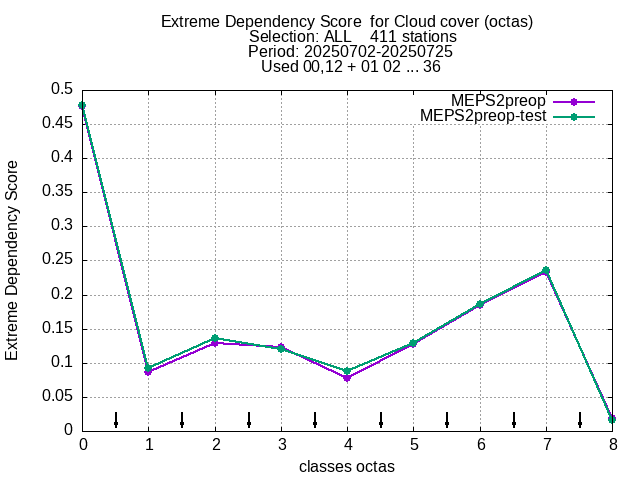 Extreme Dependency Score  for Cloud cover (octas)
Selection: ALL    411 stations
Period: 20250702-20250725
Used 00,12 + 01 02 ... 36
MEPS2preop
MEPS2preop-test
0.5
0.45
0.4
0.35
0.3
0.25
0.2
0.15
0.1
0.05
0
Extreme Dependency Score
0 1 2 3 4 5 6 7 8
classes octas